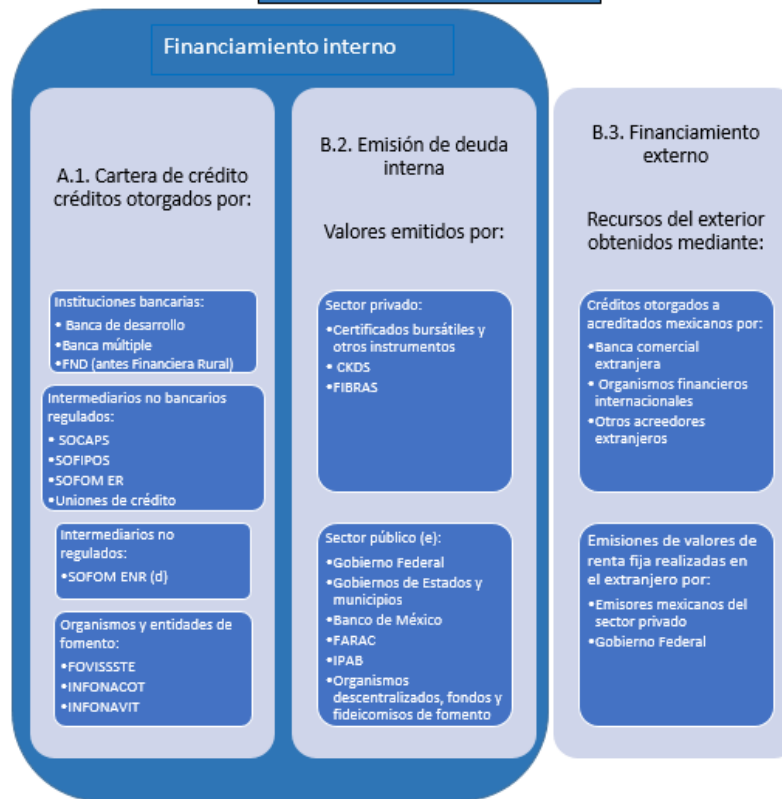 Financiamiento interno
A.1. Cartera de crédito
créditos otorgados por:
Instituciones bancarias:
• Banca de desarrollo
•Banca múltiple
•FND (antes Financiera Rural)
Intermediarios no bancarios
regulados:
• SOCAPS
•SOFIPOS
•SOFOM ER
•Uniones de crédito
Intermediarios no
regulados:
•SOFOM ENR (d)
Organismos y entidades de
fomento:
•FOVISSSTE
•INFONACOT
•INFONAVIT
B.2. Emisión de deuda
interna
Valores emitidos por:
Sector privado:
•Certificados bursátiles y
otros instrumentos
• CKDS
•FIBRAS
Sector público (e):
•Gobierno Federal
•Gobiernos de Estados y
municipios
•Banco de México
•FARAC
•IPAB
•Organismos
descentralizados, fondos y
fideicomisos de fomento
B.3. Financiamiento
externo
Recursos del exterior
obtenidos mediante:
Créditos otorgados a
acreditados mexicanos por:
•Banca comercial
extranjera
• Organismos financieros
internacionales
•Otros acreedores
extranjeros
Emisiones de valores de
renta fija realizadas en
el extranjero por:
•Emisores mexicanos del
sector privado
•Gobierno Federal